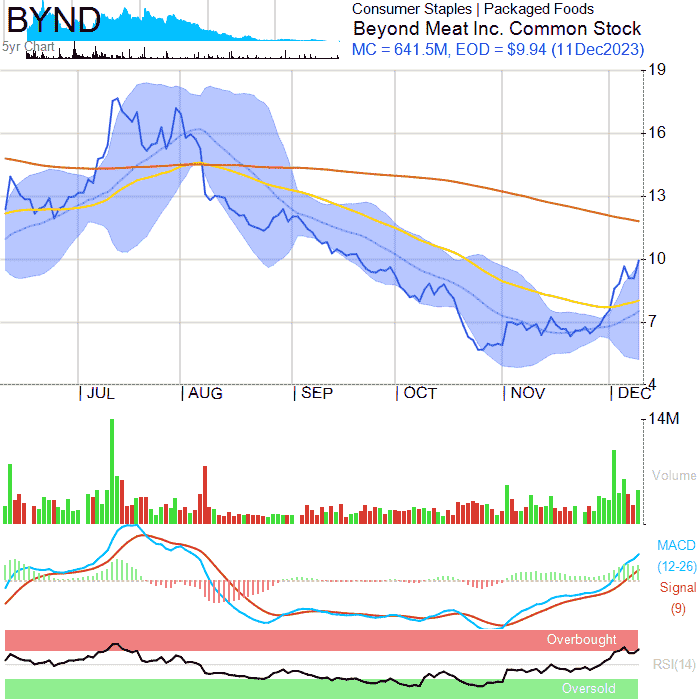 BYND
Consumer Staples | Packaged Foods
Beyond Meat Inc. Common Stock
MC = 641.5M, EOD = $9.94 (11Dec2023)
5yr Chart
19
16
13
10
7
4
JUL
AUG
SEP
OCT
NOV
DEC
14M
Volume
MACD
(12-26)
Signal
(9)
Overbought
RSI(14)
Oversold